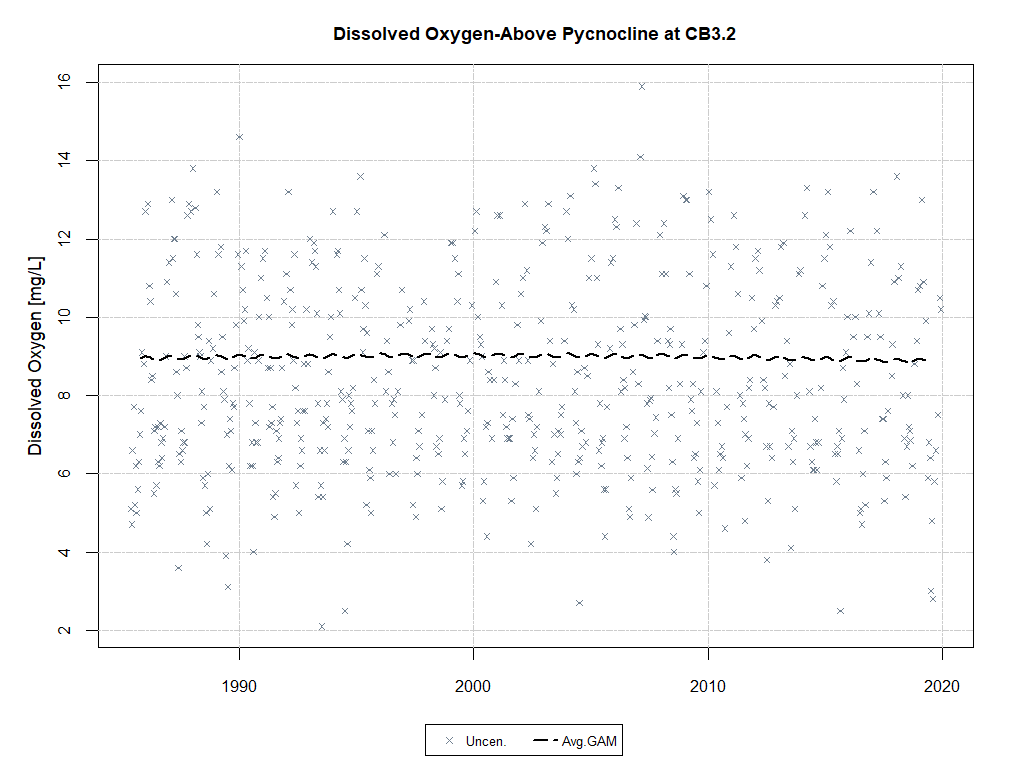 Dissolved Oxygen-Above Pycnocline at CB3.2
Dissolved Oxygen [mg/L]
16
14
12
10
8
6
4
2
1990 2000 2010 2020
Uncen. Avg.GAM